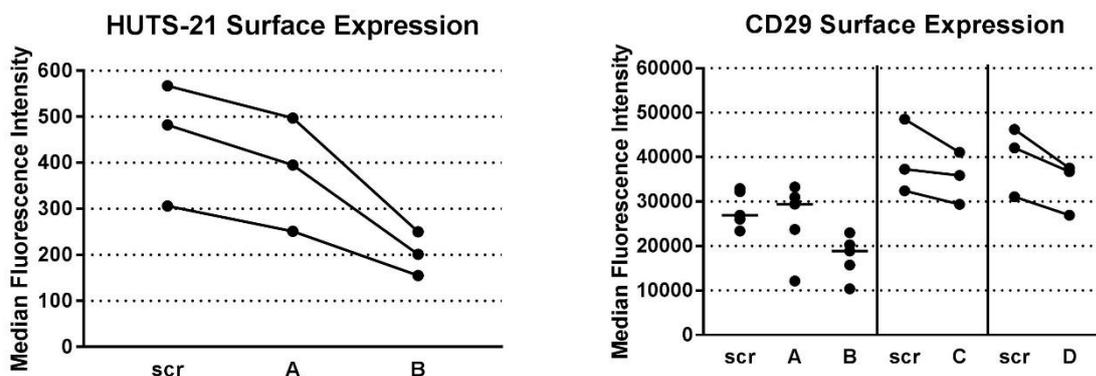 HUTS-21 Surface Expression
Median Fluorescence Intensity
600
500
400
300
200
100
0
scr A B
CD29 Surface Expression
Median Fluorescence Intensity
60000
50000
40000
30000
20000
10000
0
scr A B scr C scr D